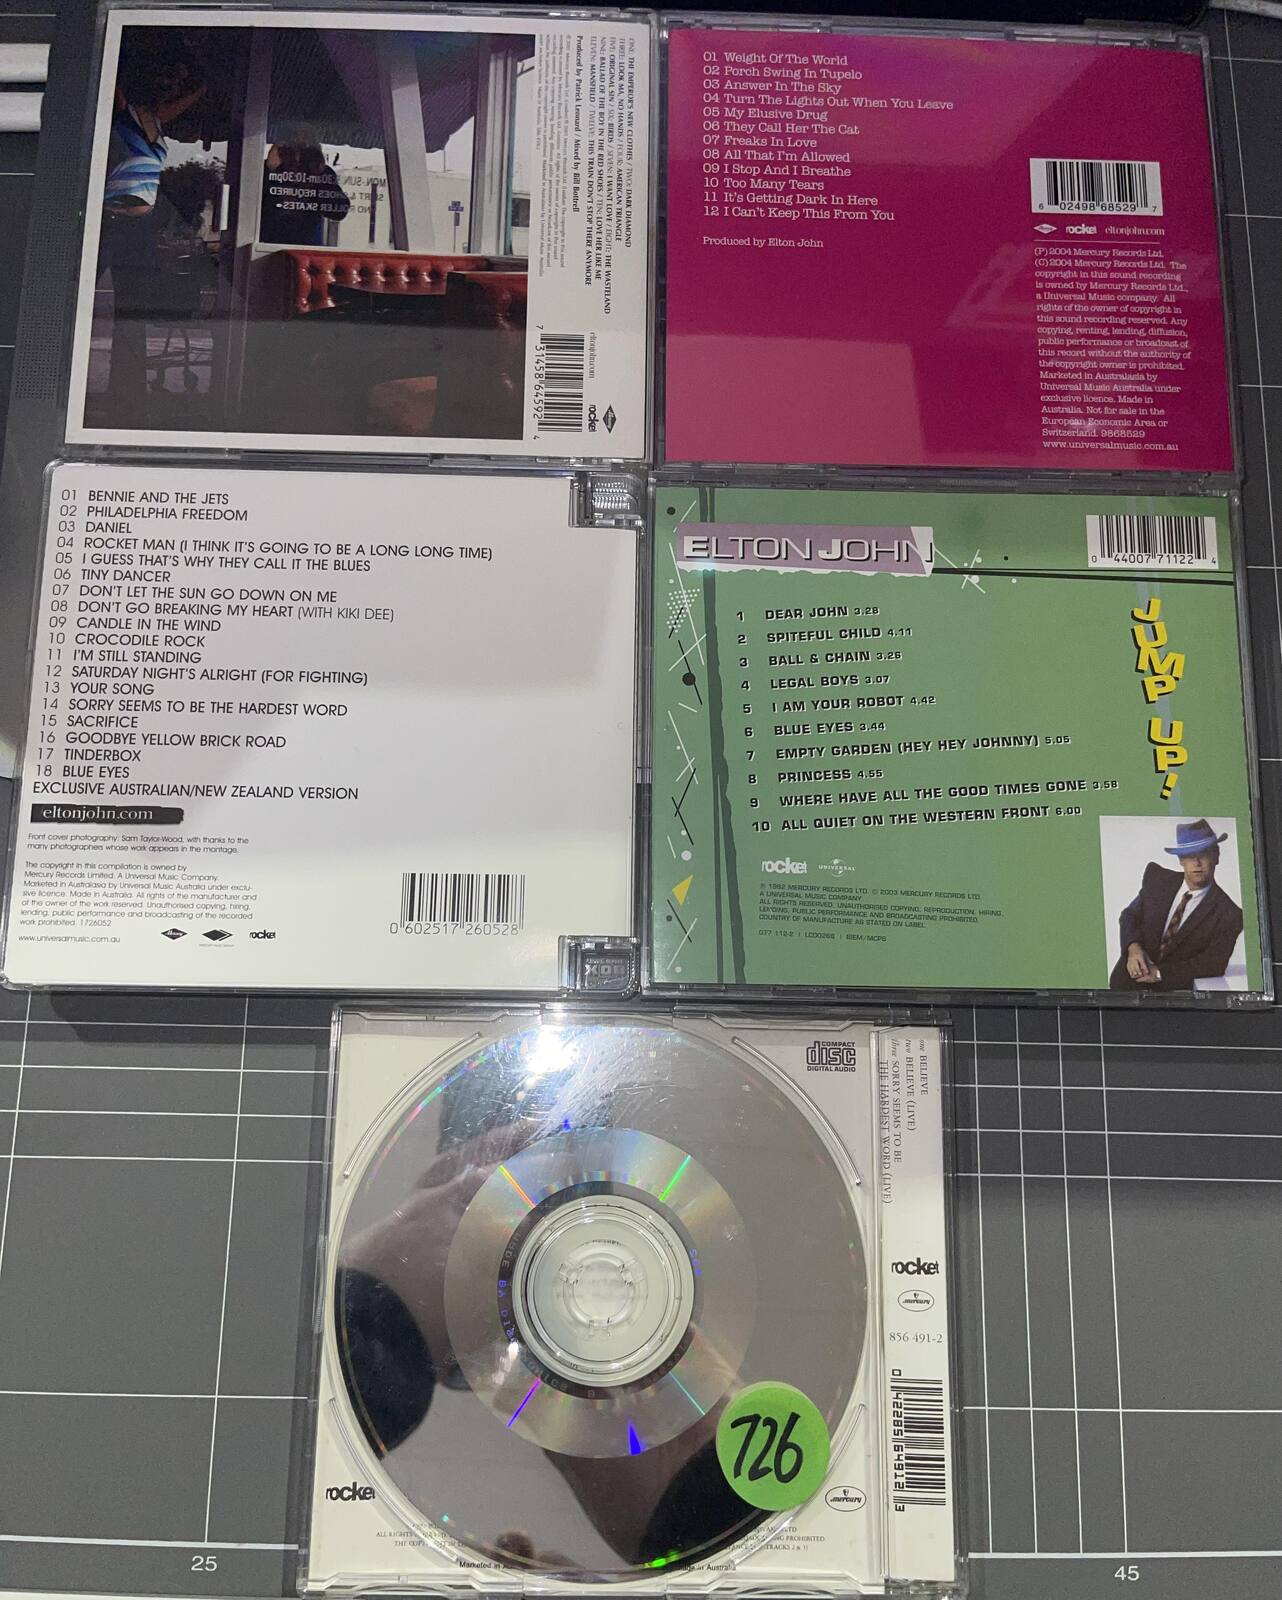 ONE: THE EMPEROR'S NEW CLOTHES / TWO: DARK DIAMOND
THREE: LOOK MA, NO HANDS / FOUR: AMERICAN TRIANGLE
FIVE: ORIGINAL SIN / SIX: BIRDS / SEVEN: I WANT LOVE / EIGHT: THE WASTELAND
NINE: BALLAD OF THE BOY IN THE RED SHOES / TEN: LOVE HER LIKE ME
ELEVEN: MANSFIELD / TWELVE: THIS TRAIN DON'T STOP THERE ANYMORE
Produced by Patrick Leonard / Mixed by Bill Bottrell
MON-SUN
30am-10:30pm
SHIRT & SHOES REQUIRED
NO ROLLER SKATES
eltonjohn.com
7 31458 64592 4
rocket
Mercury
01 Weight Of The World
02 Porch Swing In Tupelo
03 Answer In The Sky
04 Turn The Lights Out When You Leave
05 My Elusive Drug
06 They Call Her The Cat
07 Freaks In Love
08 All That I'm Allowed
09 I Stop And I Breathe
10 Too Many Tears
11 It's Getting Dark In Here
12 I Can't Keep This From You
Produced by Elton John
6 02498 68529 7
rocket eltonjohn.com
(P) 2004 Mercury Records Ltd.
(C) 2004 Mercury Records Ltd. The
copyright in this sound recording
is owned by Mercury Records Ltd.,
a Universal Music company. All
rights of the owner of copyright in
this sound recording reserved. Any
copying, renting, lending, diffusion,
public performance or broadcast of
this record without the authority of
the copyright owner is prohibited.
Marketed in Australasia by
Universal Music Australia under
exclusive licence. Made in
Australia. Not for sale in the
European Economic Area or
Switzerland. 9868529
www.universalmusic.com.au
01 BENNIE AND THE JETS
02 PHILADELPHIA FREEDOM
03 DANIEL
04 ROCKET MAN (I THINK IT'S GOING TO BE A LONG LONG TIME)
05 I GUESS THAT'S WHY THEY CALL IT THE BLUES
06 TINY DANCER
07 DON'T LET THE SUN GO DOWN ON ME
08 DON'T GO BREAKING MY HEART (WITH KIKI DEE)
09 CANDLE IN THE WIND
10 CROCODILE ROCK
11 I'M STILL STANDING
12 SATURDAY NIGHT'S ALRIGHT (FOR FIGHTING)
13 YOUR SONG
14 SORRY SEEMS TO BE THE HARDEST WORD
15 SACRIFICE
16 GOODBYE YELLOW BRICK ROAD
17 TINDERBOX
18 BLUE EYES
EXCLUSIVE AUSTRALIAN/NEW ZEALAND VERSION
eltonjohn.com
Front cover photography: Sam Taylor-Wood, with thanks to the
many photographers whose work appears in the montage.
The copyright in this compilation is owned by
Mercury Records Limited. A Universal Music Company.
Marketed in Australasia by Universal Music Australia under exclu-
sive licence. Made in Australia. All rights of the manufacturer and
of the owner of the work reserved. Unauthorised copying, hiring,
lending, public performance and broadcasting of the recorded
work prohibited. 1726052
www.universalmusic.com.au
rocket
0 602517 260528
ELTON JOHN
0 44007 71122 4
JUMP UP!
1 DEAR JOHN 3.28
2 SPITEFUL CHILD 4.11
3 BALL & CHAIN 3.26
4 LEGAL BOYS 3.07
5 I AM YOUR ROBOT 4.42
6 BLUE EYES 3.44
7 EMPTY GARDEN (HEY HEY JOHNNY) 5.05
8 PRINCESS 4.55
9 WHERE HAVE ALL THE GOOD TIMES GONE 3.58
10 ALL QUIET ON THE WESTERN FRONT 6.00
rocket UNIVERSAL
℗ 1982 MERCURY RECORDS LTD. © 2003 MERCURY RECORDS LTD.
A UNIVERSAL MUSIC COMPANY.
ALL RIGHTS RESERVED. UNAUTHORISED COPYING, REPRODUCTION, HIRING,
LENDING, PUBLIC PERFORMANCE AND BROADCASTING PROHIBITED.
COUNTRY OF MANUFACTURE AS STATED ON LABEL.
077 112-2 | LC00268 | BIEM/MCPS
COMPACT
disc
DIGITAL AUDIO
one BELIEVE
two BELIEVE (LIVE)
three SORRY SEEMS TO BE
THE HARDEST WORD (LIVE)
rocket
mercury
856 491-2
0 42285 64912 3
726
rocket
mercury
ALL RIGHTS
PROHIBITED.
Marketed in
Australia
25
45